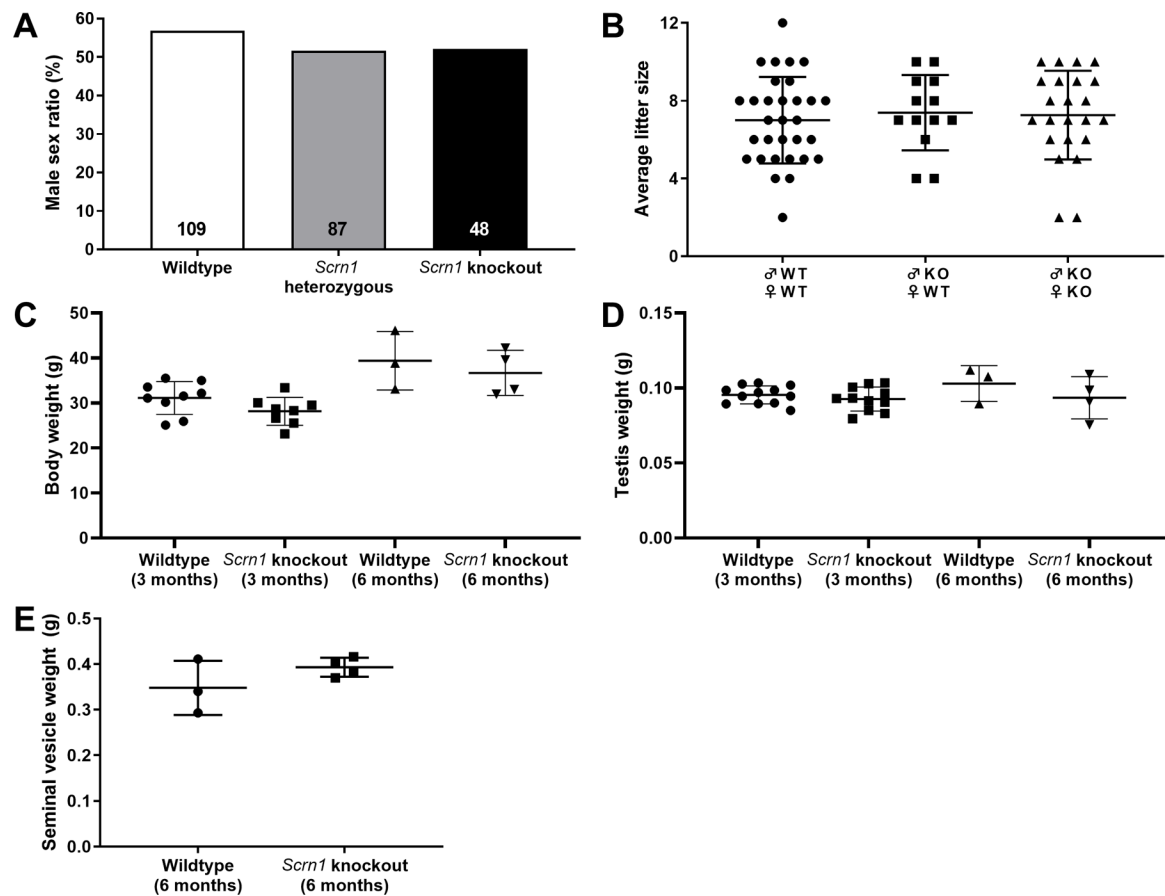 A
Male sex ratio (%)
60
50
40
30
20
10
0
109
87
48
Wildtype
Scrn1
heterozygous
Scrn1 knockout
B
Average litter size
12
8
4
0
♂ WT
♀ WT
♂ KO
♀ WT
♂ KO
♀ KO
C
Body weight (g)
50
40
30
20
10
0
Wildtype
(3 months)
Scrn1 knockout
(3 months)
Wildtype
(6 months)
Scrn1 knockout
(6 months)
D
Testis weight (g)
0.15
0.10
0.05
0.00
Wildtype
(3 months)
Scrn1 knockout
(3 months)
Wildtype
(6 months)
Scrn1 knockout
(6 months)
E
Seminal vesicle weight (g)
0.5
0.4
0.3
0.2
0.1
0.0
Wildtype
(6 months)
Scrn1 knockout
(6 months)